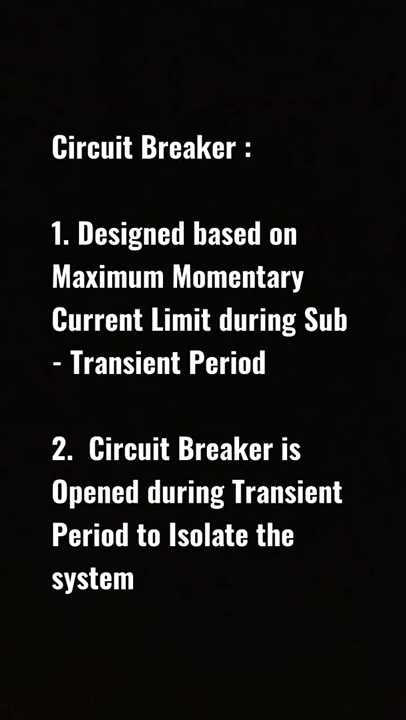 Circuit Breaker :
1. Designed based on
Maximum Momentary
Current Limit during Sub
- Transient Period
2. Circuit Breaker is
Opened during Transient
Period to Isolate the
system